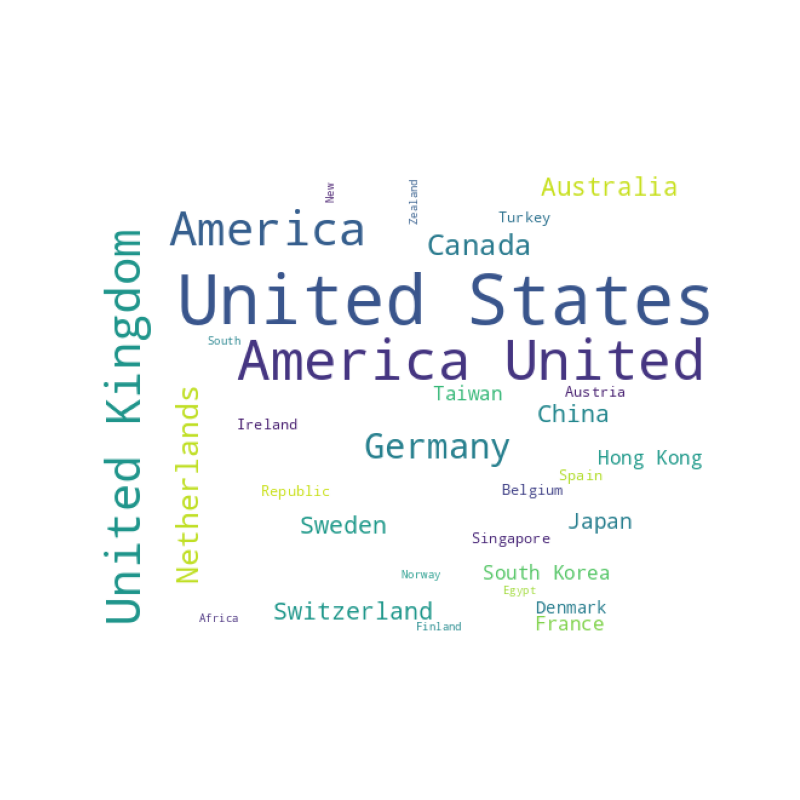 New
Zealand
Australia
America
Turkey
Canada
United Kingdom
United States
South
America United
Netherlands
Taiwan
Austria
China
Ireland
Germany
Hong Kong
Spain
Republic
Belgium
Sweden
Japan
Singapore
Norway
South Korea
Egypt
Switzerland
Denmark
Africa
Finland
France